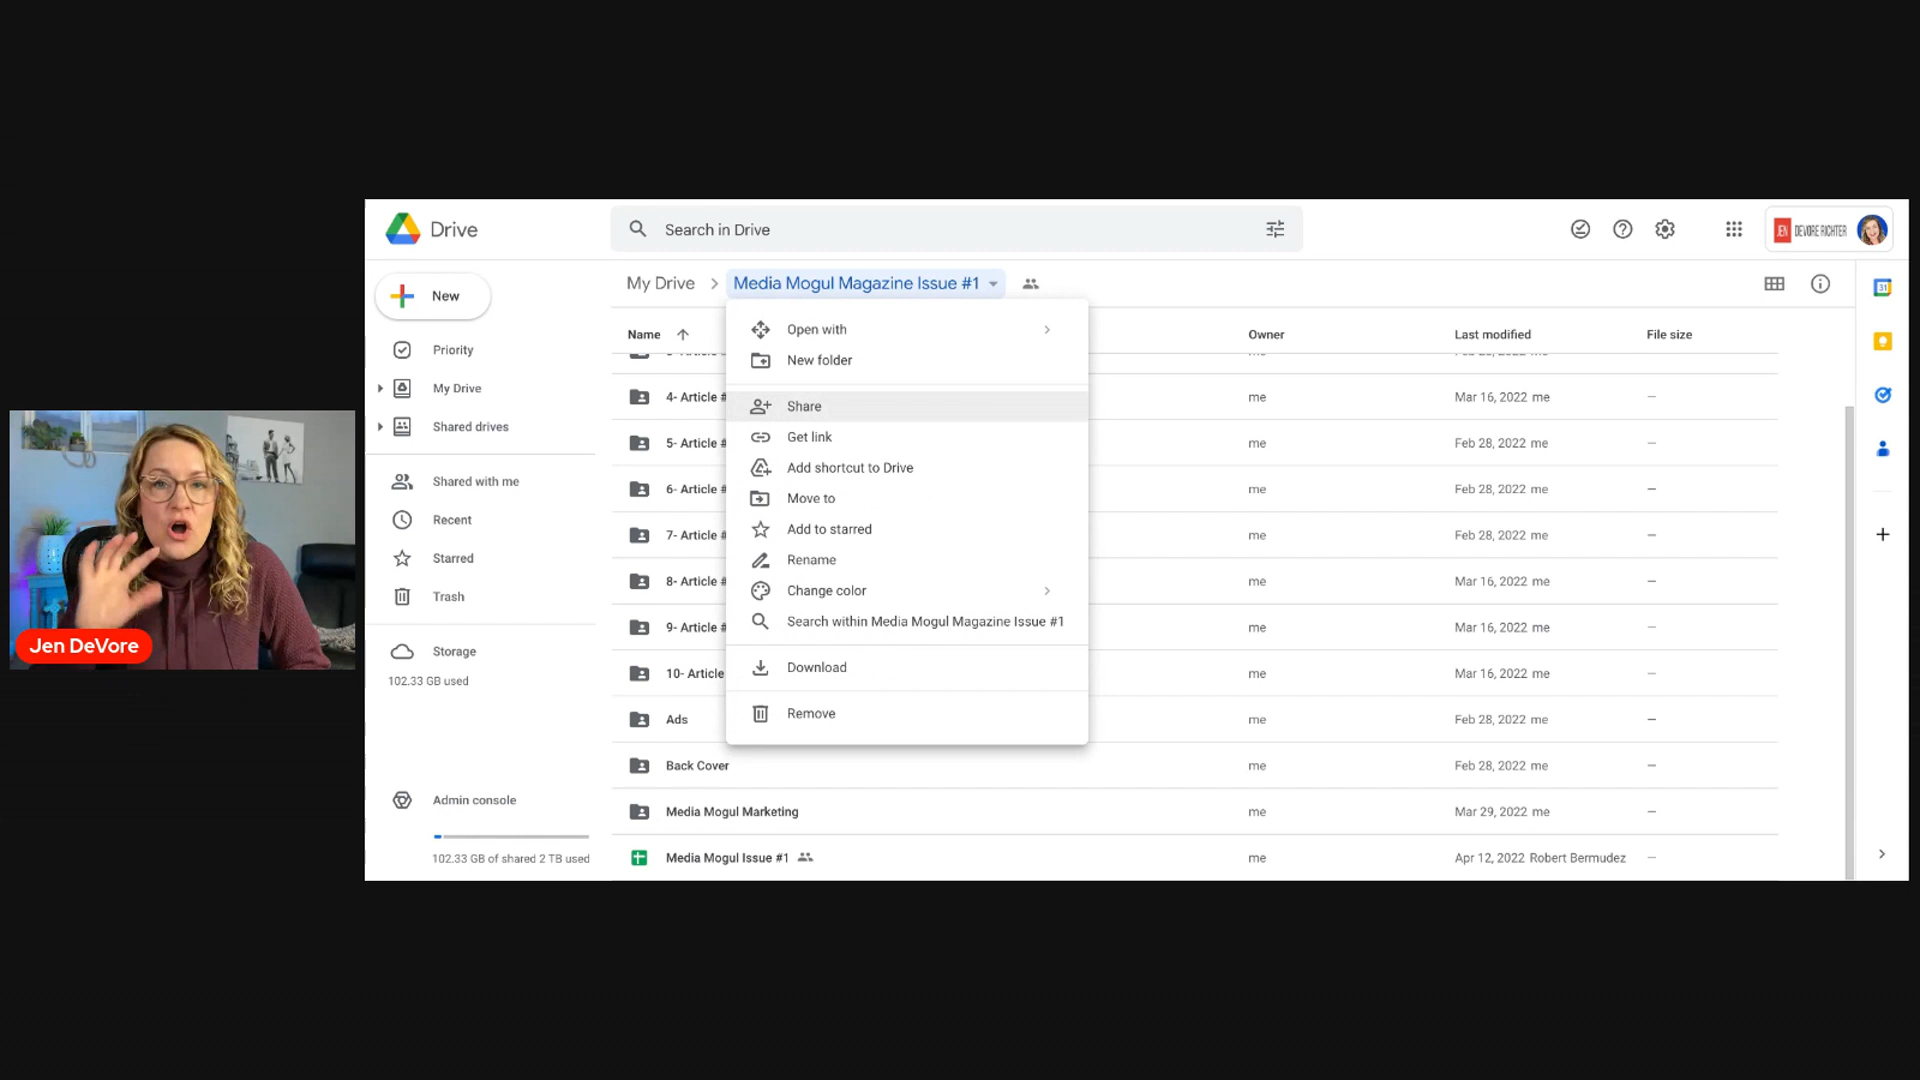 Drive
Search in Drive
JEN DEVORE RICHTER
New
My Drive > Media Mogul Magazine Issue #1
31
Priority
My Drive
Shared drives
Shared with me
Recent
Starred
Trash
Storage
102.33 GB used
Admin console
102.33 GB of shared 2 TB used
Name Owner Last modified File size
Open with
New folder
Share
Get link
Add shortcut to Drive
Move to
Add to starred
Rename
Change color
Search within Media Mogul Magazine Issue #1
Download
Remove
4- Article # me Mar 16, 2022 me –
5- Article # me Feb 28, 2022 me –
6- Article # me Feb 28, 2022 me –
7- Article # me Feb 28, 2022 me –
8- Article # me Mar 16, 2022 me –
9- Article # me Mar 16, 2022 me –
10- Article me Mar 16, 2022 me –
Ads me Feb 28, 2022 me –
Back Cover me Feb 28, 2022 me –
Media Mogul Marketing me Mar 29, 2022 me –
Media Mogul Issue #1 me Apr 12, 2022 Robert Bermudez –
Jen DeVore